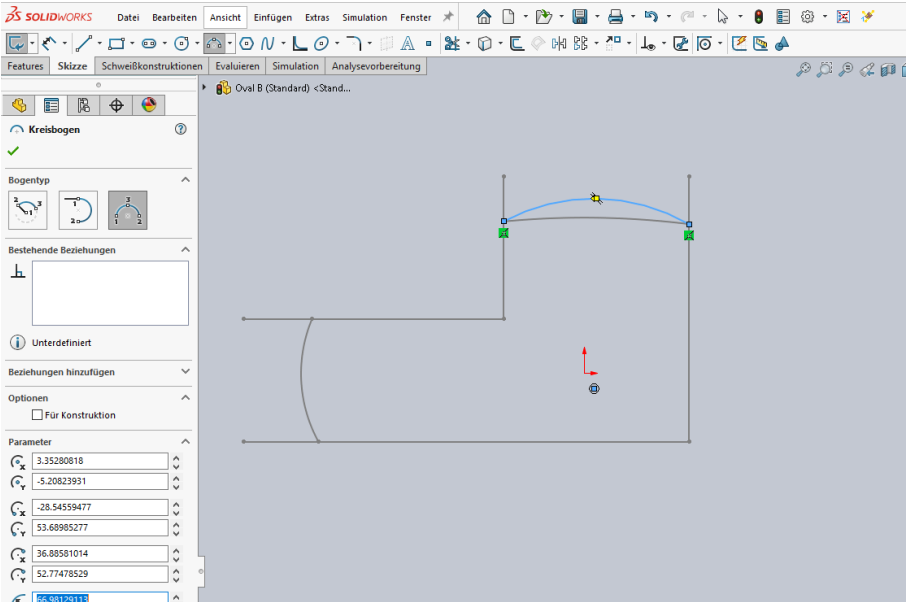 SOLIDWORKS Datei Bearbeiten Ansicht Einfügen Extras Simulation Fenster
Features Skizze Schweißkonstruktionen Evaluieren Simulation Analysevorbereitung
Oval B (Standard) <Stand...
Kreisbogen
Bogentyp
Bestehende Beziehungen
Unterdefiniert
Beziehungen hinzufügen
Optionen
Für Konstruktion
Parameter
3.35280818
-5.20823931
-28.54559477
53.68985277
36.88581014
52.77478529
66.98129113